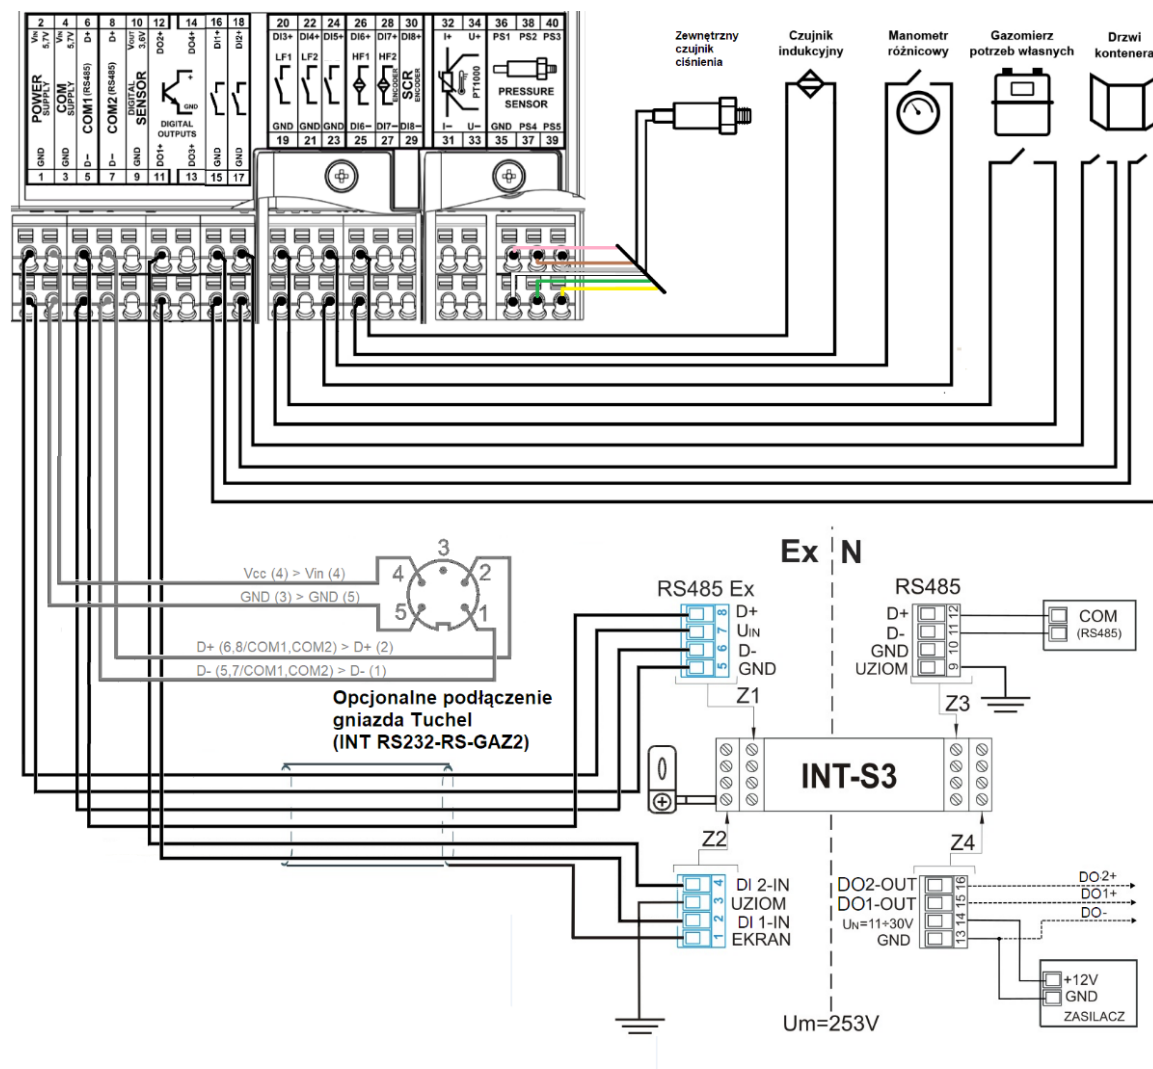 2 4 6 8 10 12 14 16 18
VIN 5,7V
VIN 5,7V
D+
D+
VOUT 3,6V
DO2+
DO4+
DI1+
DI2+
POWER SUPPLY
COM SUPPLY
COM1 (RS485)
COM2 (RS485)
DIGITAL SENSOR
GND
DIGITAL
OUTPUTS
GND
GND
D−
D−
GND
DO1+
DO3+
GND
GND
1 3 5 7 9 11 13 15 17
20 22 24 26 28 30
DI3+ DI4+ DI5+ DI6+ DI7+ DI8+
LF1 LF2 HF1 HF2
ENCODER
SCR
ENCODER
GND GND GND DI6− DI7− DI8−
19 21 23 25 27 29
32 34 36 38 40
I+ U+ PS1 PS2 PS3
PT1000
PRESSURE
SENSOR
I− U− GND PS4 PS5
31 33 35 37 39
Zewnętrzny
czujnik
ciśnienia
Czujnik
indukcyjny
Manometr
różnicowy
Gazomierz
potrzeb własnych
Drzwi
kontenera
3
4 2
5 1
Vcc (4) > Vin (4)
GND (3) > GND (5)
D+ (6,8/COM1,COM2) > D+ (2)
D- (5,7/COM1,COM2) > D- (1)
Opcjonalne podłączenie
gniazda Tuchel
(INT RS232-RS-GAZ2)
Ex N
RS485 Ex
8 D+
7 UIN
6 D-
5 GND
Z1
RS485
D+ 12
D- 11
GND 10
UZIOM 9
Z3
COM
(RS485)
INT-S3
Z2
Z4
4 DI 2-IN
3 UZIOM
2 DI 1-IN
1 EKRAN
DO2-OUT 16
DO1-OUT 15
UN=11÷30V 14
GND 13
DO2+
DO1+
DO-
+12V
GND
ZASILACZ
Um=253V